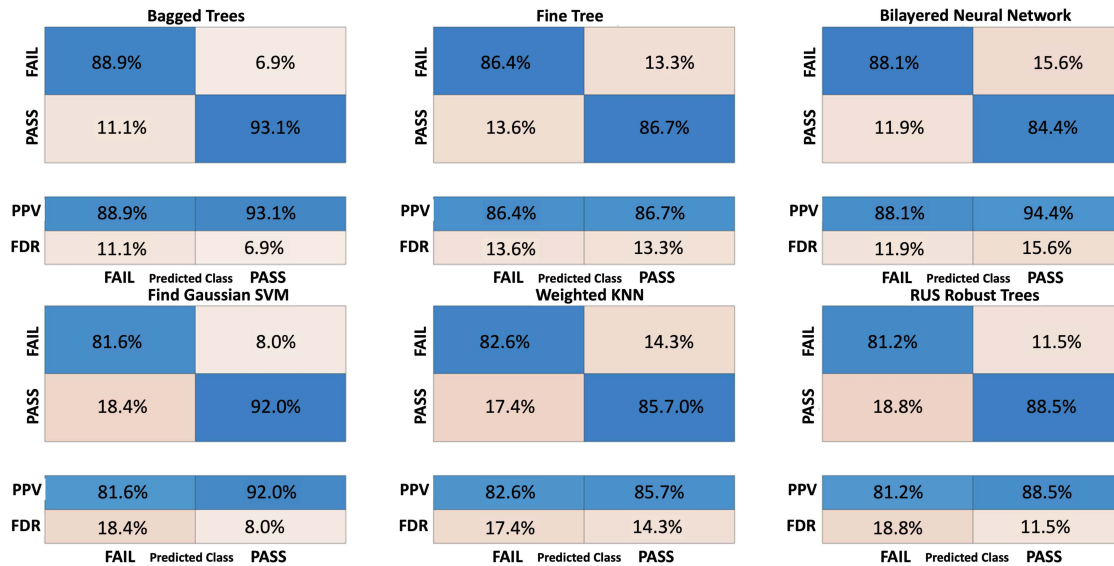 Bagged Trees
FAIL 88.9% 6.9%
PASS 11.1% 93.1%
PPV 88.9% 93.1%
FDR 11.1% 6.9%
FAIL Predicted Class PASS
Fine Tree
FAIL 86.4% 13.3%
PASS 13.6% 86.7%
PPV 86.4% 86.7%
FDR 13.6% 13.3%
FAIL Predicted Class PASS
Bilayered Neural Network
FAIL 88.1% 15.6%
PASS 11.9% 84.4%
PPV 88.1% 94.4%
FDR 11.9% 15.6%
FAIL Predicted Class PASS
Find Gaussian SVM
FAIL 81.6% 8.0%
PASS 18.4% 92.0%
PPV 81.6% 92.0%
FDR 18.4% 8.0%
FAIL Predicted Class PASS
Weighted KNN
FAIL 82.6% 14.3%
PASS 17.4% 85.7.0%
PPV 82.6% 85.7%
FDR 17.4% 14.3%
FAIL Predicted Class PASS
RUS Robust Trees
FAIL 81.2% 11.5%
PASS 18.8% 88.5%
PPV 81.2% 88.5%
FDR 18.8% 11.5%
FAIL Predicted Class PASS